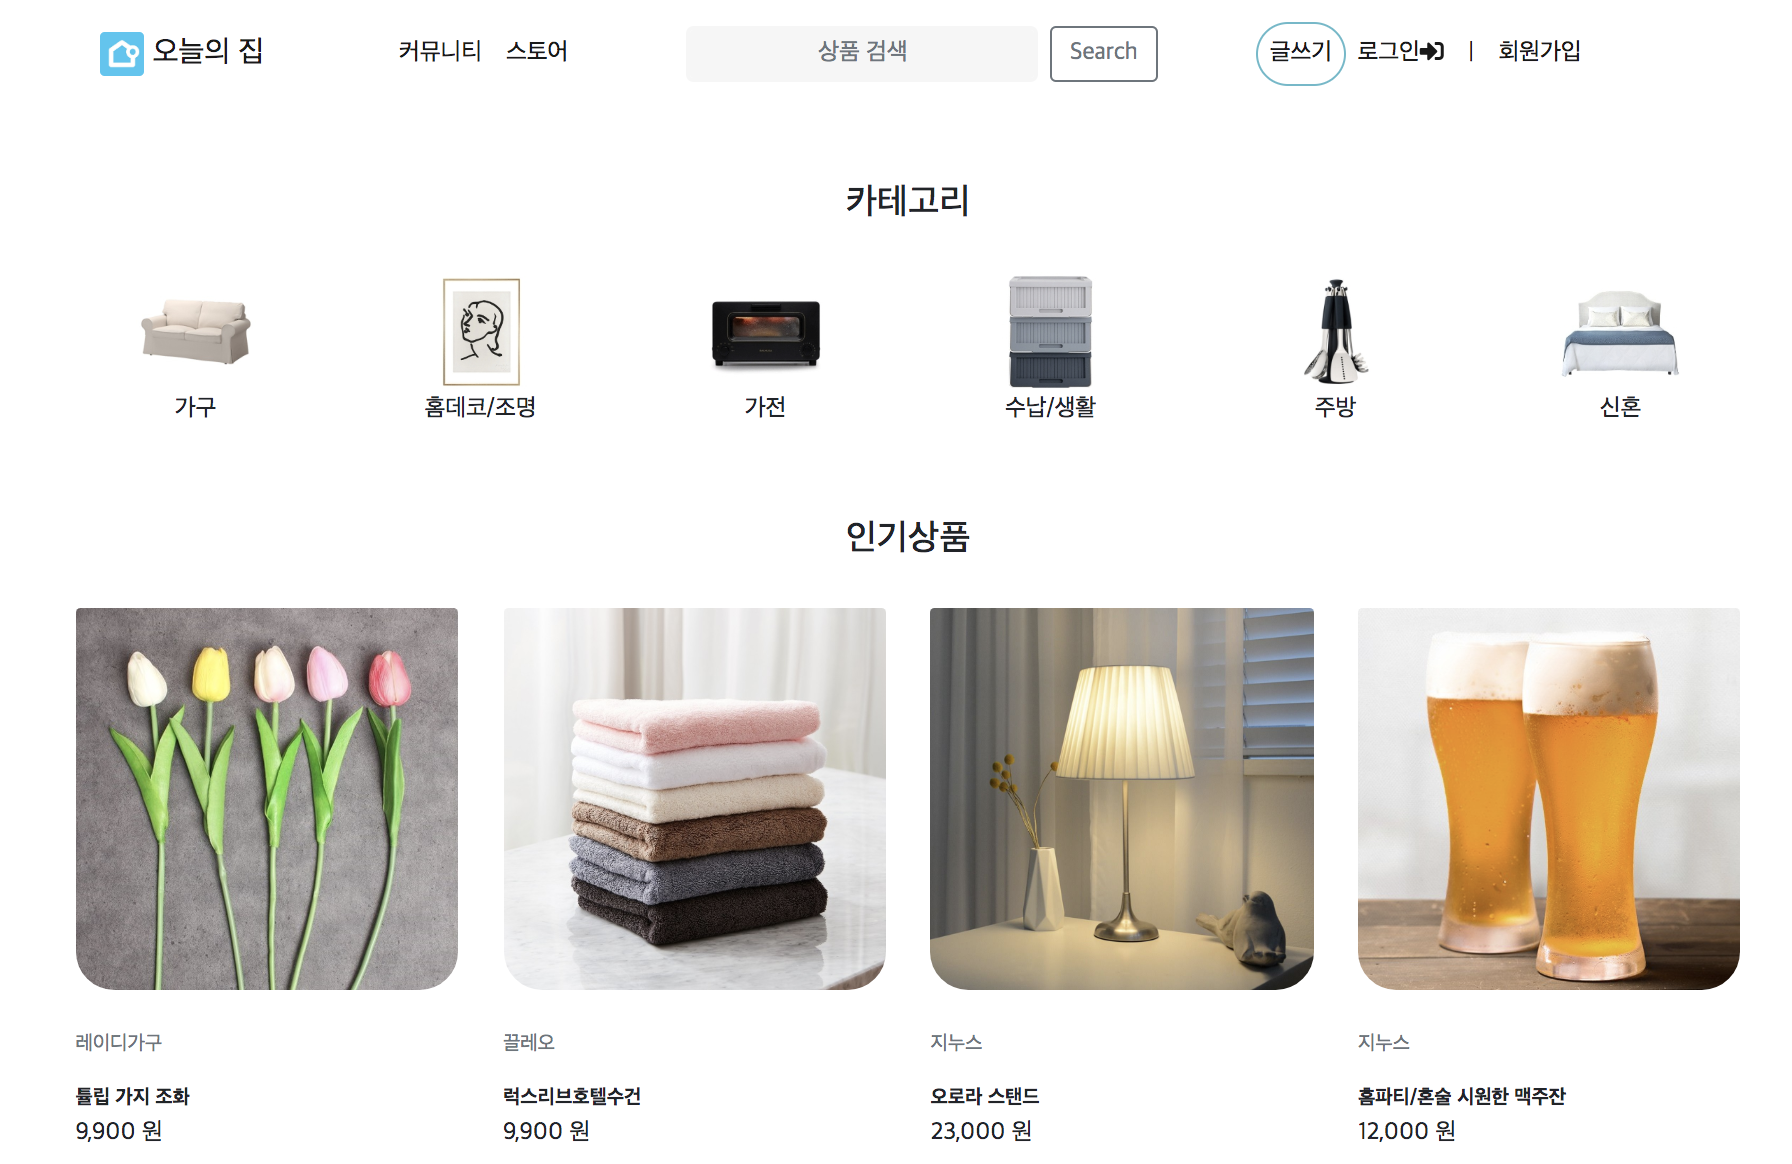 오늘의 집 커뮤니티 스토어 상품 검색 Search 글쓰기 로그인 | 회원가입
카테고리
가구 홈데코/조명 가전 수납/생활 주방 신혼
인기상품
레이디가구 끌레오 지누스 지누스
튤립 가지 조화 럭스리브호텔수건 오로라 스탠드 홈파티/혼술 시원한 맥주잔
9,900 원 9,900 원 23,000 원 12,000 원